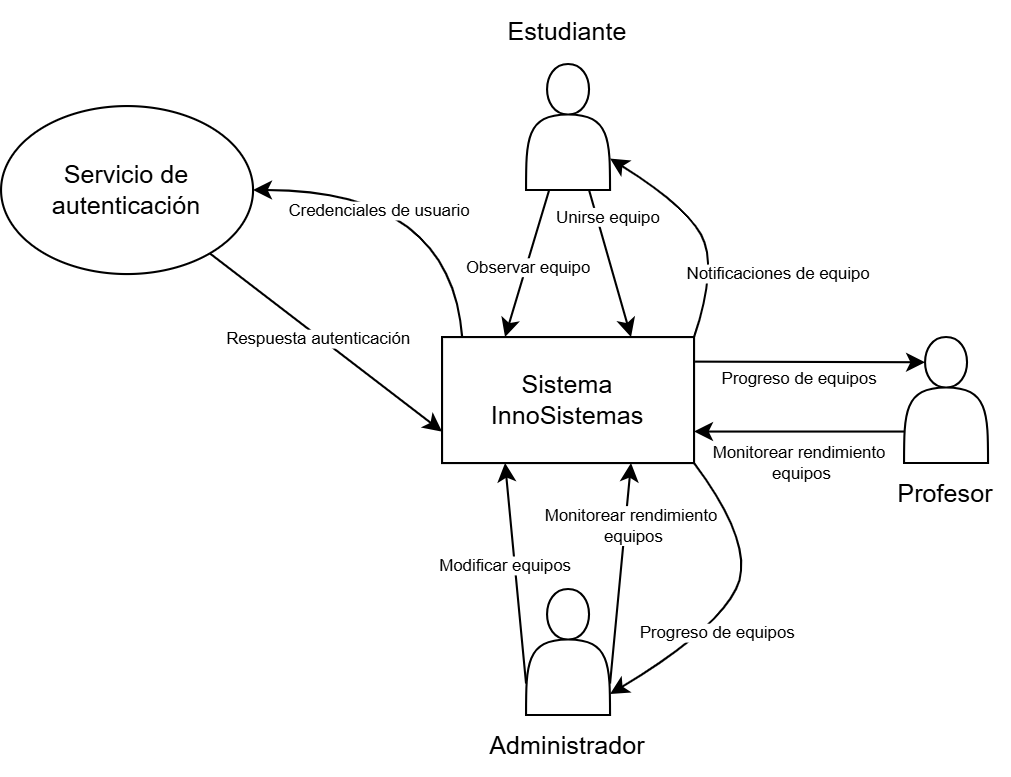 Estudiante
Servicio de
autenticación
Credenciales de usuario
Unirse equipo
Observar equipo
Notificaciones de equipo
Respuesta autenticación
Sistema
InnoSistemas
Progreso de equipos
Monitorear rendimiento
equipos
Profesor
Monitorear rendimiento
equipos
Modificar equipos
Progreso de equipos
Administrador